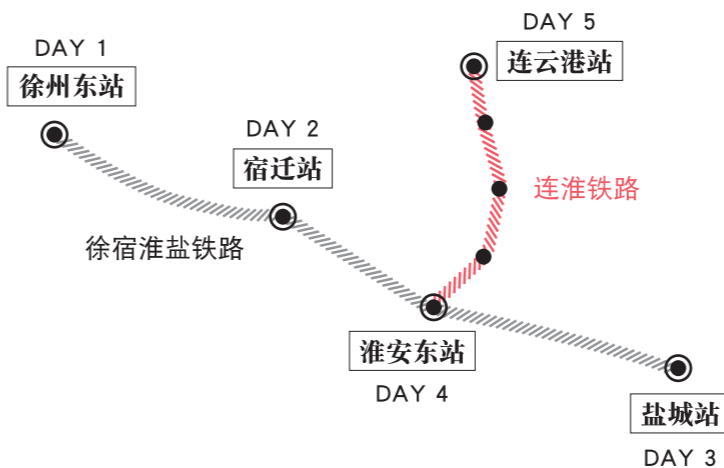 DAY 1
徐州东站
DAY 2
宿迁站
DAY 5
连云港站
连淮铁路
徐宿淮盐铁路
淮安东站
DAY 4
盐城站
DAY 3